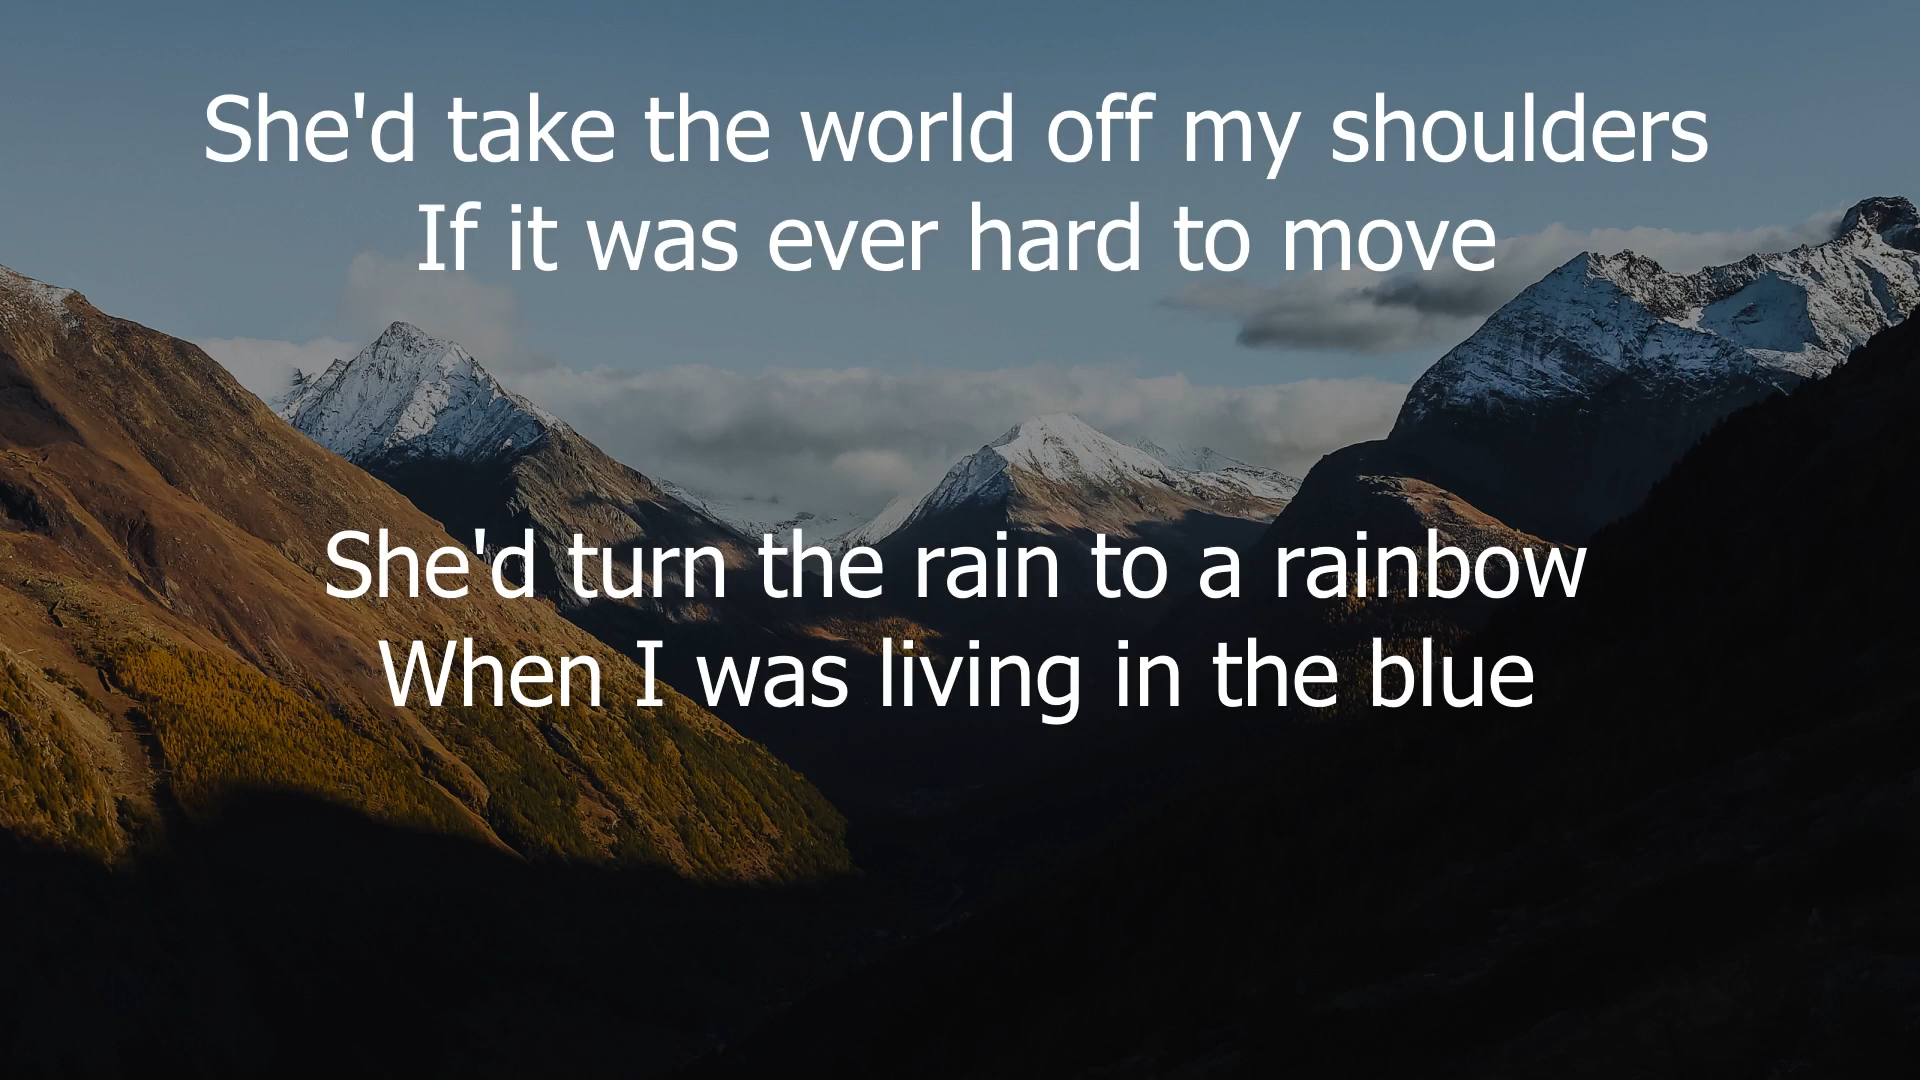 She'd take the world off my shoulders
If it was ever hard to move
She'd turn the rain to a rainbow
When I was living in the blue